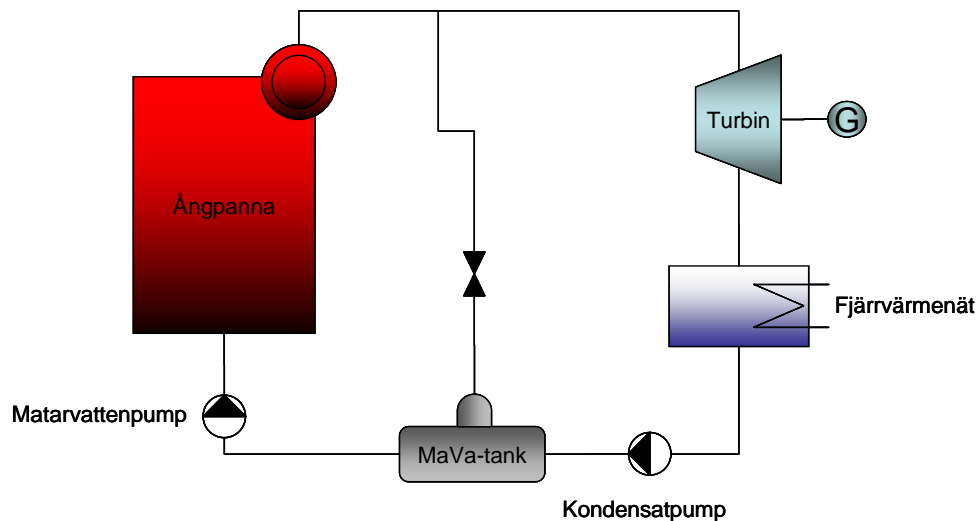 Turbin
G
Ångpanna
Fjärrvärmenät
Matarvattenpump
MaVa-tank
Kondensatpump